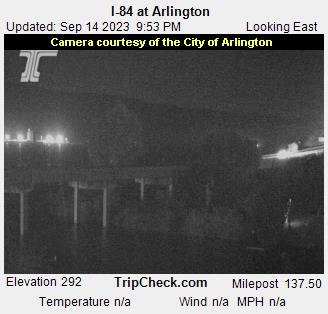 I-84 at Arlington
Updated: Sep 14 2023 9:53 PM Looking East
Camera courtesy of the City of Arlington
Elevation 292 TripCheck.com Milepost 137.50
Temperature n/a Wind n/a MPH n/a